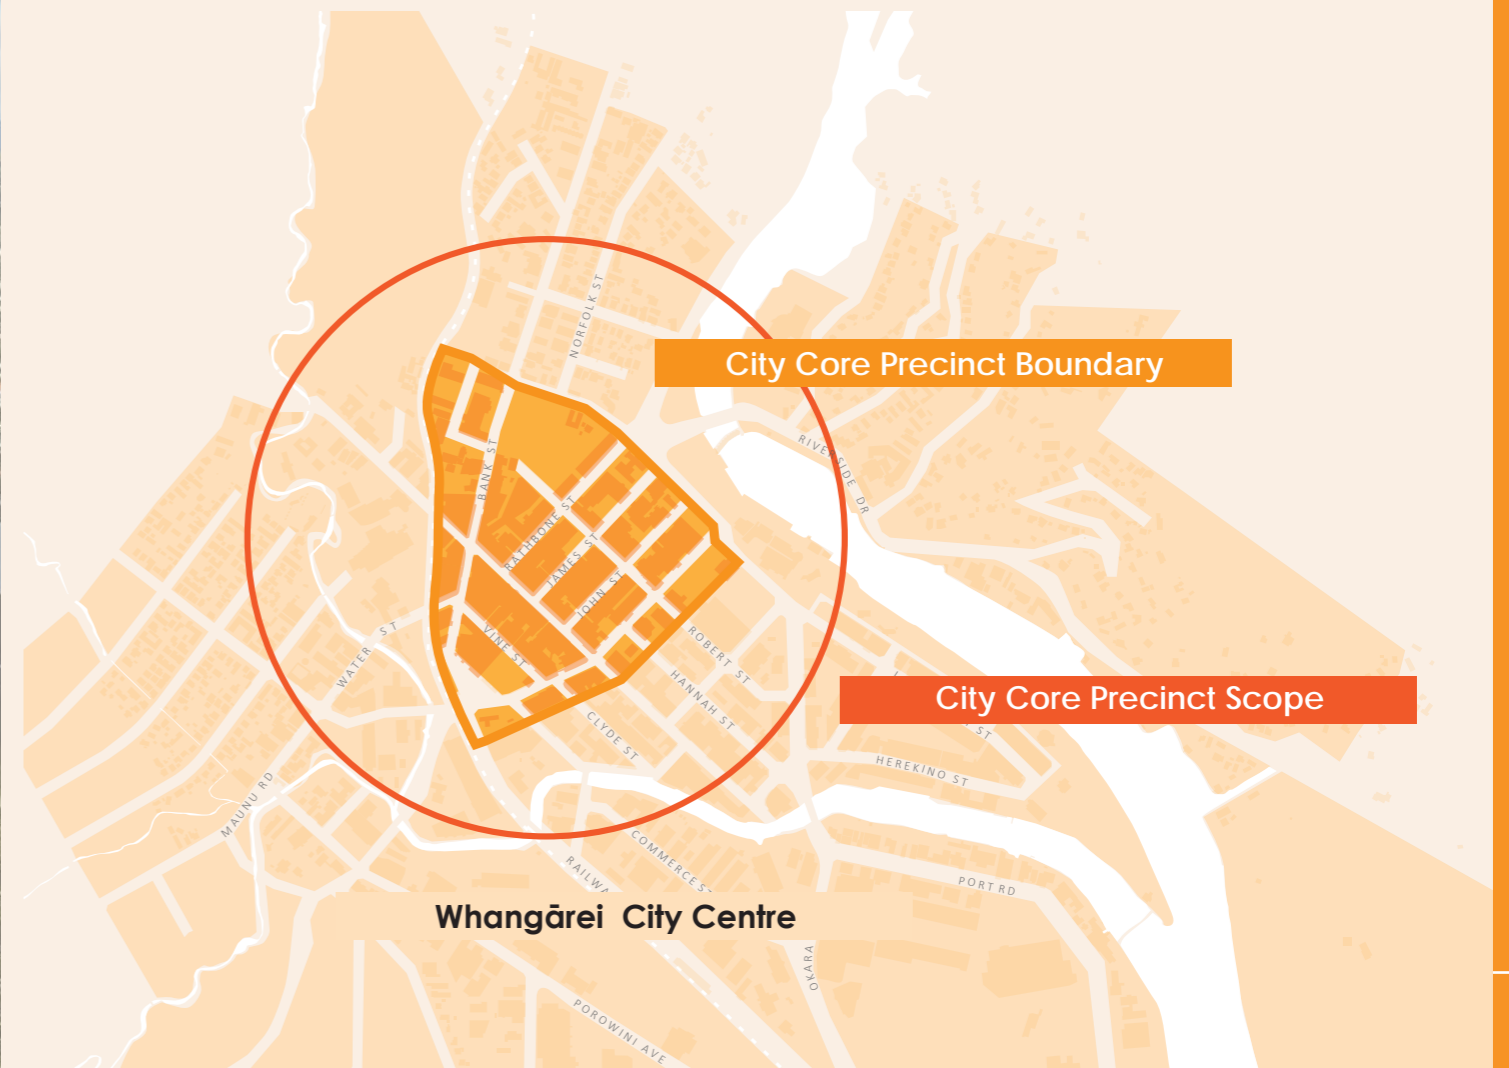 NORFOLK ST
City Core Precinct Boundary
RIVERSIDE DR
BANK ST
RATHBONE ST
JAMES ST
JOHN ST
WATER ST
VINE ST
ROBERT ST
HANNAH ST
City Core Precinct Scope
ST
CLYDE ST
HEREKINO ST
MAUNU RD
COMMERCE ST
PORT RD
Whangārei City Centre
OKARA
POROWINI AVE